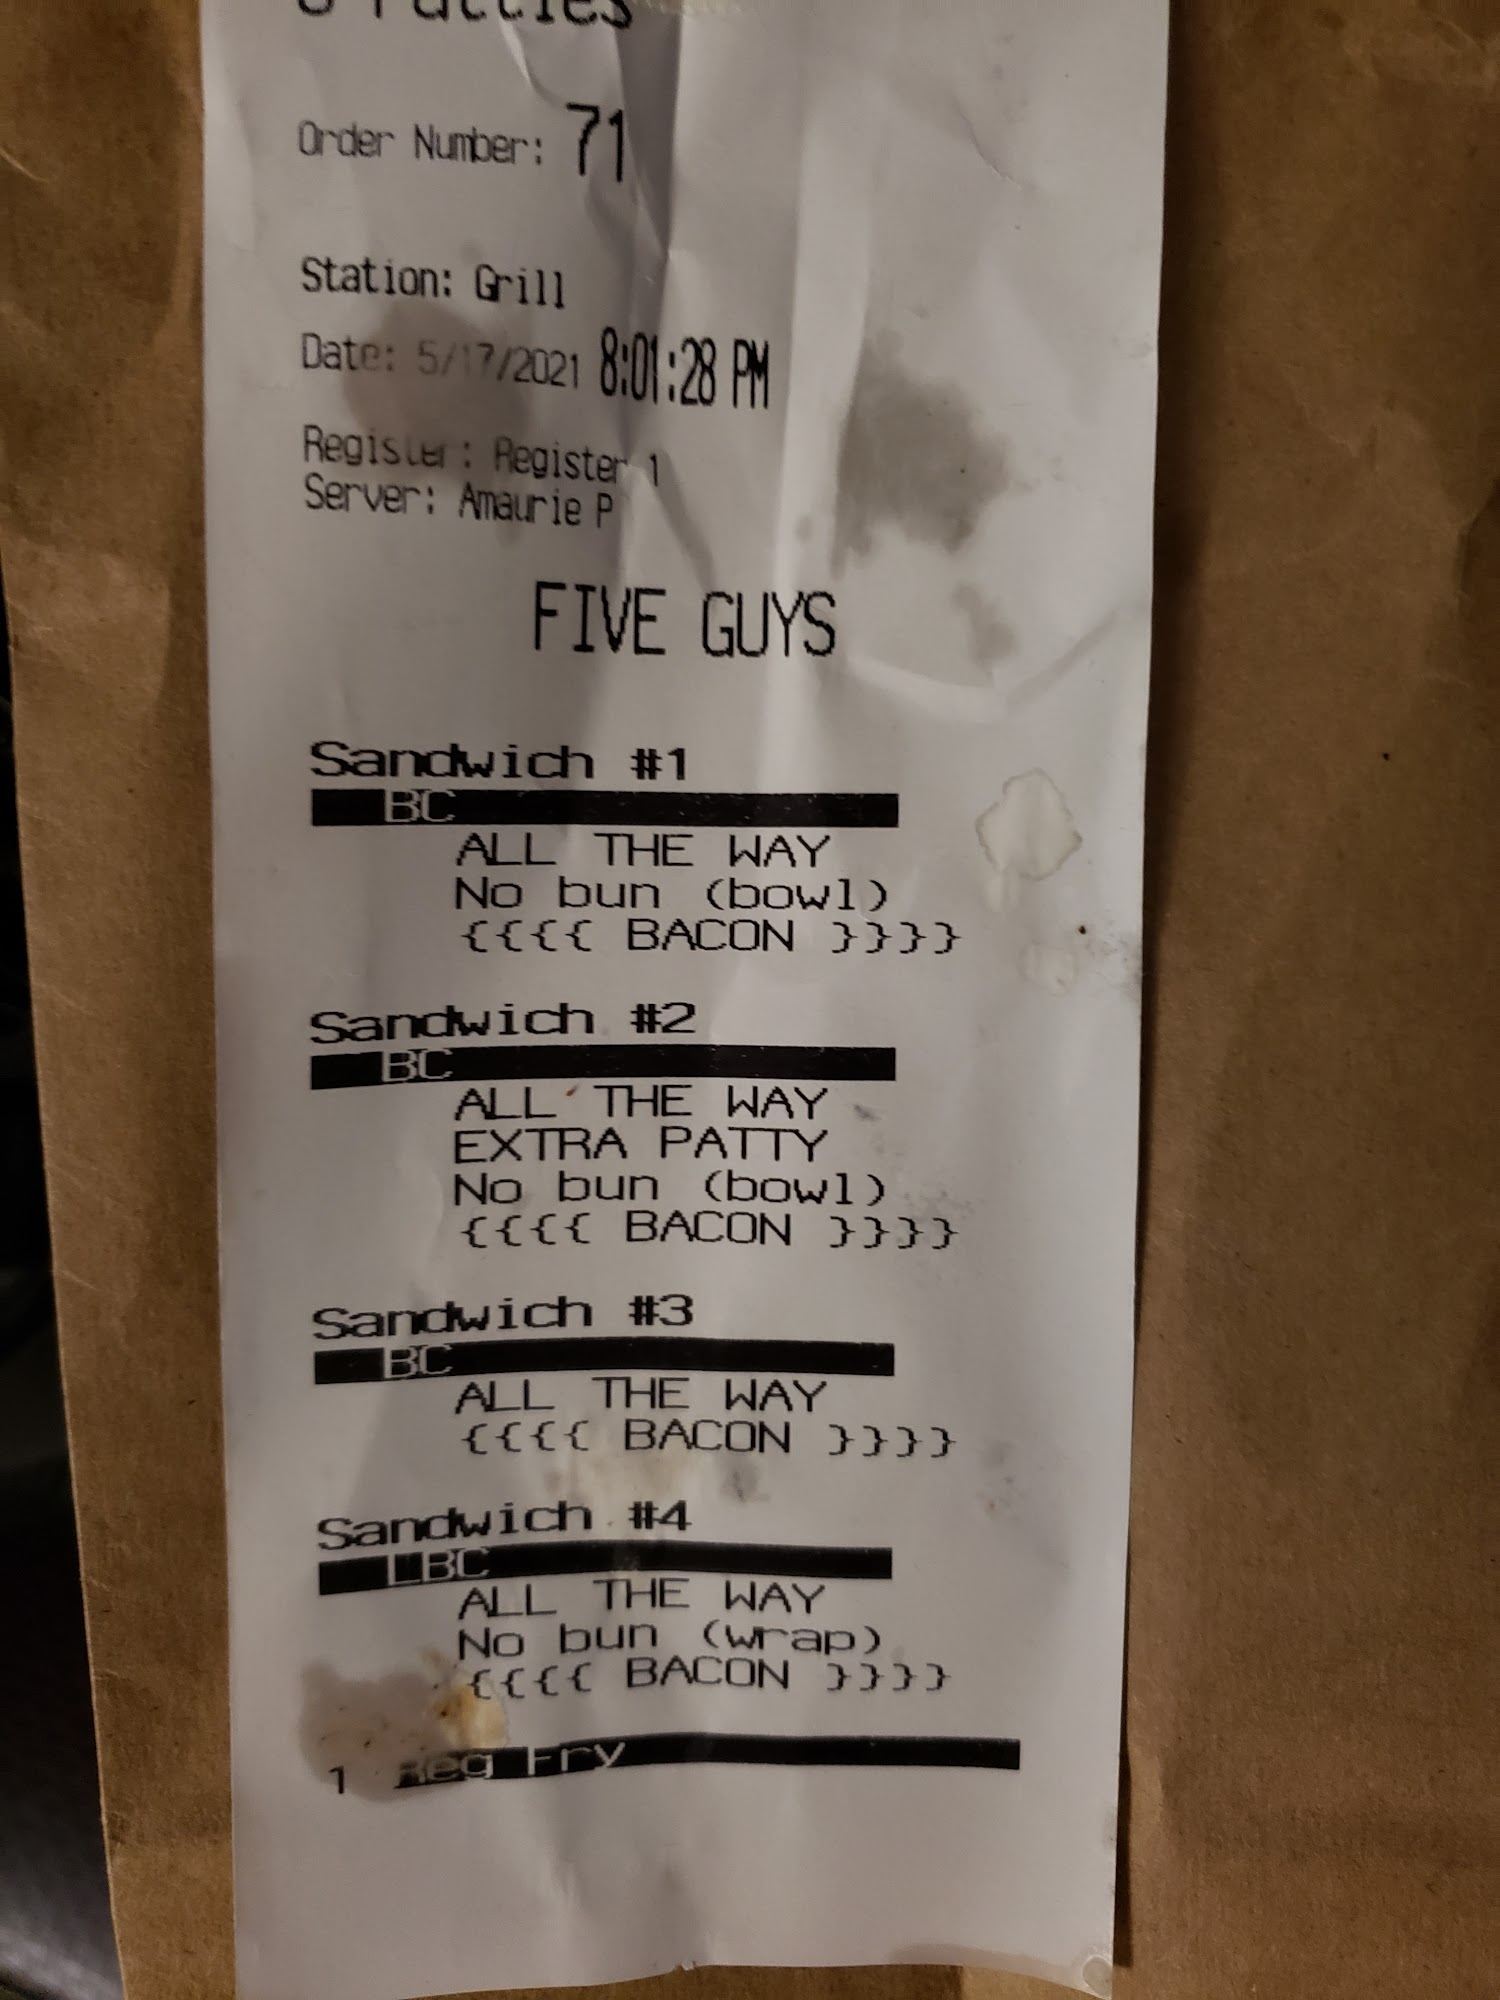 Patties
Order Number: 71
Station: Grill
Date: 5/17/2021 8:01:28 PM
Register: Register 1
Server: Amaurie P
FIVE GUYS
Sandwich #1
BC
ALL THE WAY
No bun (bowl)
{{{{ BACON }}}}
Sandwich #2
BC
ALL THE WAY
EXTRA PATTY
No bun (bowl)
{{{{ BACON }}}}
Sandwich #3
BC
ALL THE WAY
{{{{ BACON }}}}
Sandwich #4
LBC
ALL THE WAY
No bun (wrap)
{{{{ BACON }}}}
1 Reg Fry